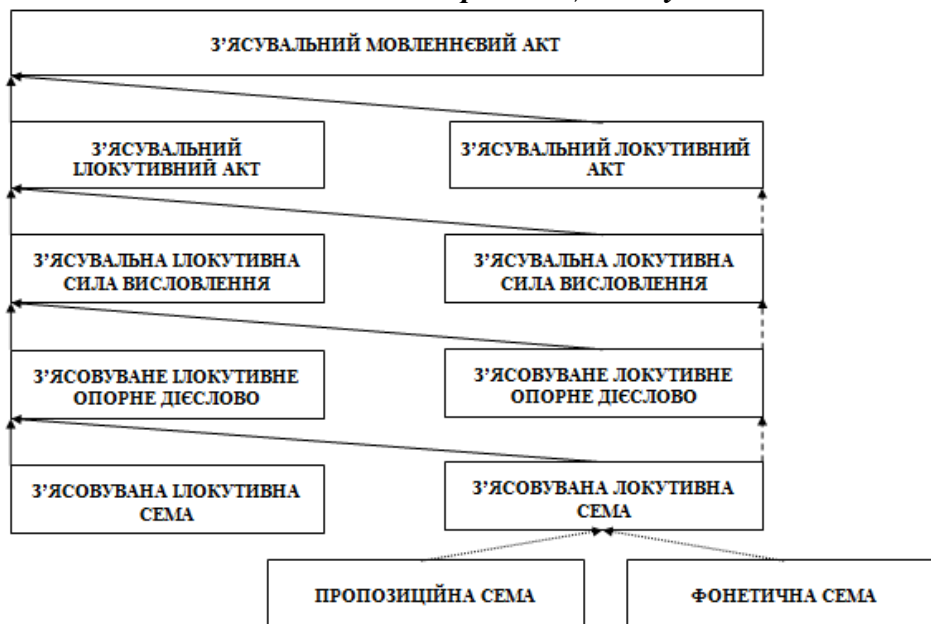 З’ЯСУВАЛЬНИЙ МОВЛЕННЄВИЙ АКТ
З’ЯСУВАЛЬНИЙ
ІЛОКУТИВНИЙ АКТ
З’ЯСУВАЛЬНИЙ ЛОКУТИВНИЙ
АКТ
З’ЯСУВАЛЬНА ІЛОКУТИВНА
СИЛА ВИСЛОВЛЕННЯ
З’ЯСУВАЛЬНА ЛОКУТИВНА
СИЛА ВИСЛОВЛЕННЯ
З’ЯСОВУВАНЕ ІЛОКУТИВНЕ
ОПОРНЕ ДІЄСЛОВО
З’ЯСОВУВАНЕ ЛОКУТИВНЕ
ОПОРНЕ ДІЄСЛОВО
З’ЯСОВУВАНА ІЛОКУТИВНА
СЕМА
З’ЯСОВУВАНА ЛОКУТИВНА
СЕМА
ПРОПОЗИЦІЙНА СЕМА
ФОНЕТИЧНА СЕМА